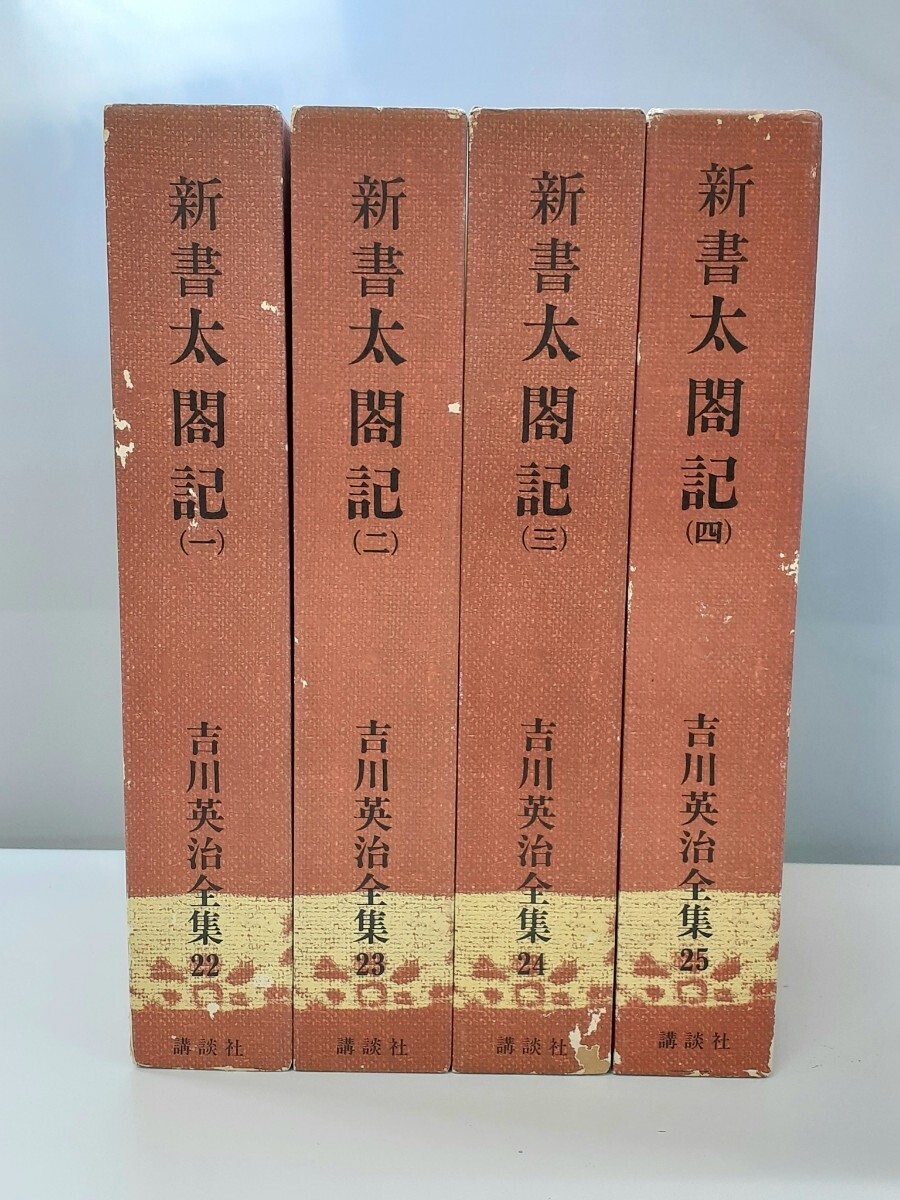 新書太閤記(一)
吉川英治全集22
講談社
新書太閤記(二)
吉川英治全集23
講談社
新書太閤記(三)
吉川英治全集24
講談社
新書太閤記(四)
吉川英治全集25
講談社